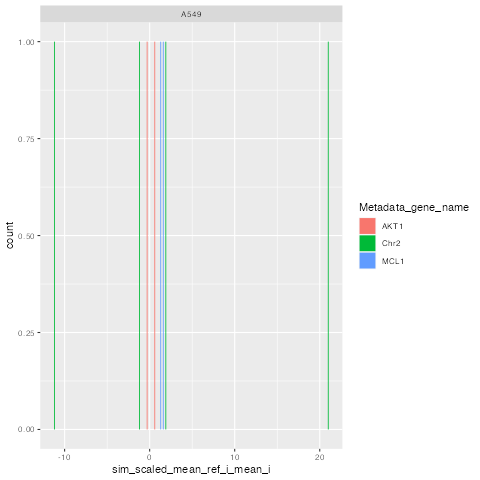 A549
1.00
0.75
0.50
0.25
0.00
count
-10
0
10
20
sim_scaled_mean_ref_i_mean_i
Metadata_gene_name
AKT1
Chr2
MCL1